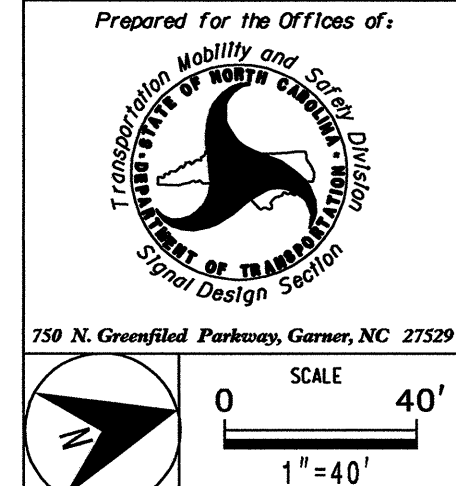 Prepared for the Offices of:
Transportation Mobility and Safety Division
STATE OF NORTH CAROLINA
DEPARTMENT OF TRANSPORTATION
Signal Design Section
750 N. Greenfiled Parkway, Garner, NC 27529
SCALE
0 40'
1"=40'
N